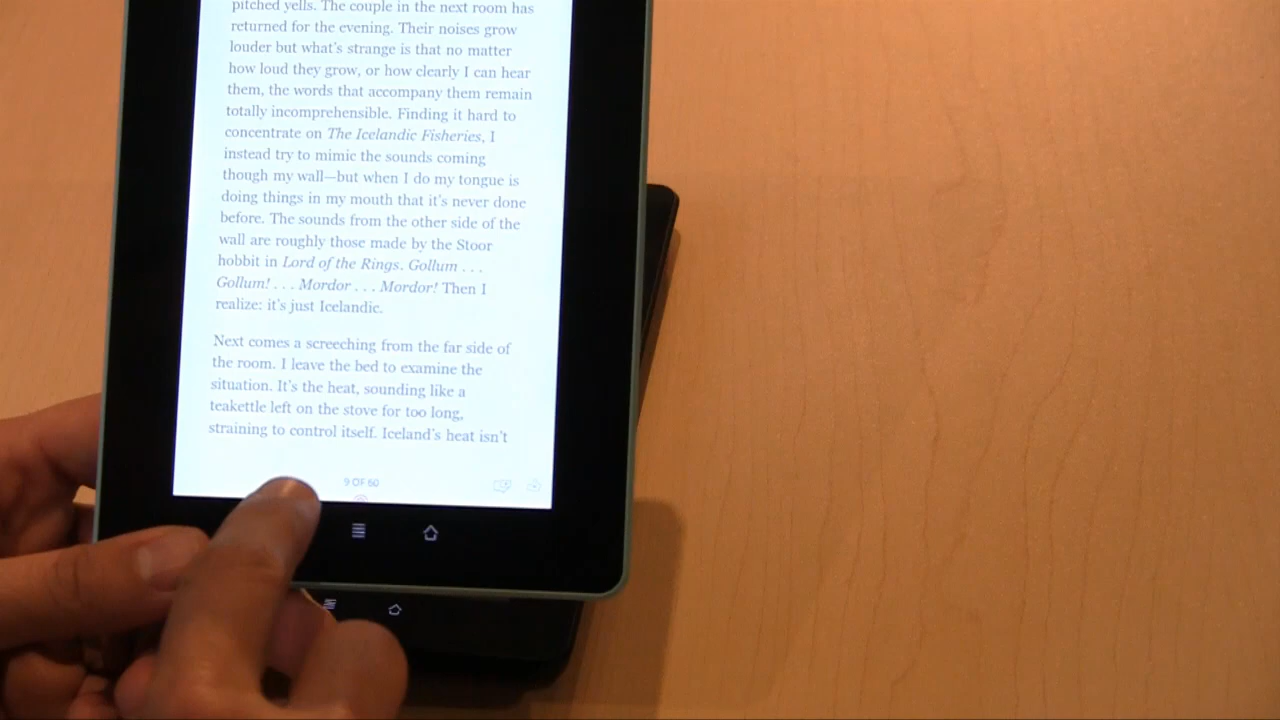 pitched yells. The couple in the next room has
returned for the evening. Their noises grow
louder but what's strange is that no matter
how loud they grow, or how clearly I can hear
them, the words that accompany them remain
totally incomprehensible. Finding it hard to
concentrate on The Icelandic Fisheries, I
instead try to mimic the sounds coming
though my wall—but when I do my tongue is
doing things in my mouth that it's never done
before. The sounds from the other side of the
wall are roughly those made by the Stoor
hobbit in Lord of the Rings. Gollum . . .
Gollum! . . . Mordor . . . Mordor! Then I
realize: it's just Icelandic.
Next comes a screeching from the far side of
the room. I leave the bed to examine the
situation. It's the heat, sounding like a
teakettle left on the stove for too long,
straining to control itself. Iceland's heat isn't
9 OF 60